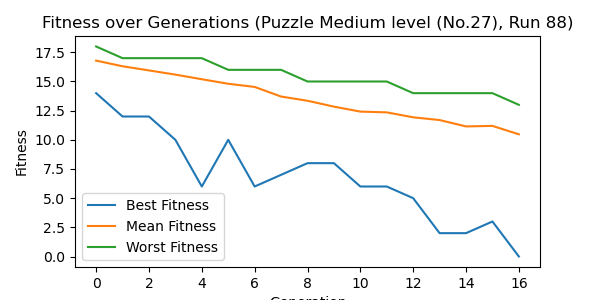 Fitness over Generations (Puzzle Medium level (No.27), Run 88)
17.5
15.0
12.5
10.0
7.5
5.0
2.5
0.0
Fitness
Best Fitness
Mean Fitness
Worst Fitness
0 2 4 6 8 10 12 14 16
Generation